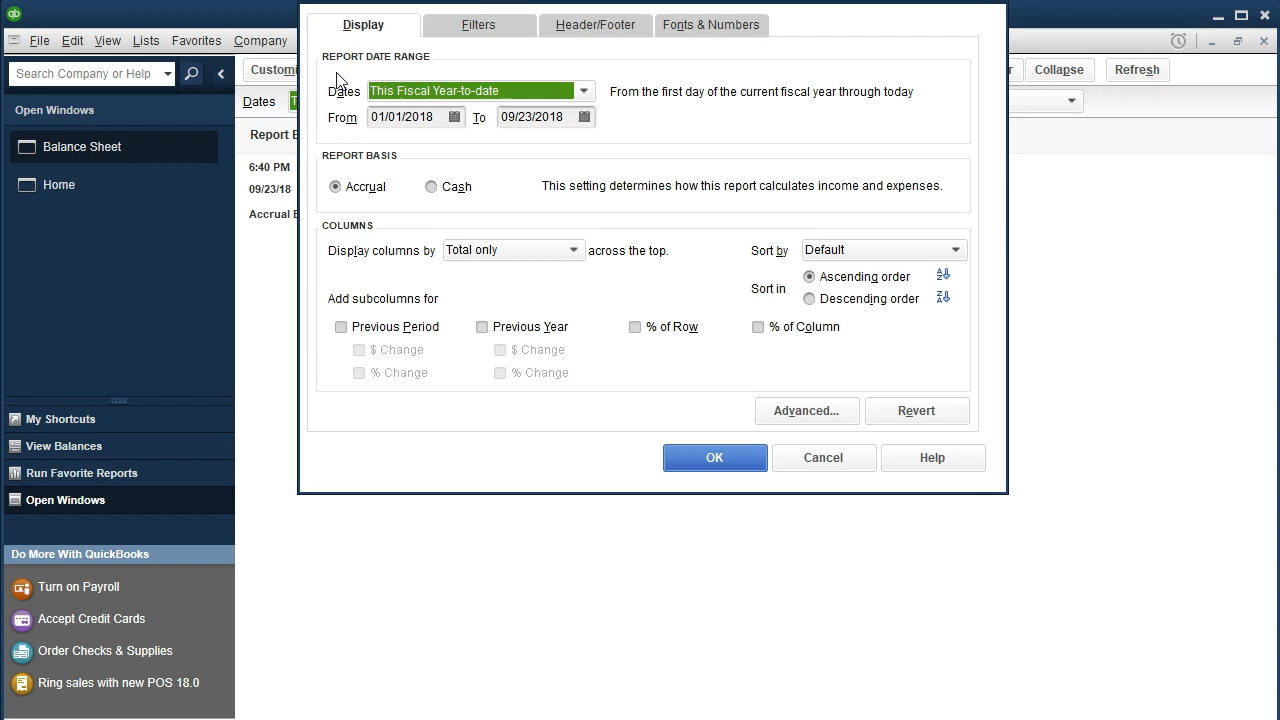 qb
File Edit View Lists Favorites Company
Search Company or Help
Open Windows
Balance Sheet
Home
My Shortcuts
View Balances
Run Favorite Reports
Open Windows
Do More With QuickBooks
Turn on Payroll
Accept Credit Cards
Order Checks & Supplies
Ring sales with new POS 18.0
Collapse Refresh
Dates
6:40 PM
09/23/18
Display Filters Header/Footer Fonts & Numbers
REPORT DATE RANGE
Dates This Fiscal Year-to-date From the first day of the current fiscal year through today
From 01/01/2018 To 09/23/2018
REPORT BASIS
Accrual Cash This setting determines how this report calculates income and expenses.
COLUMNS
Display columns by Total only across the top. Sort by Default
Sort in Ascending order
Descending order
Add subcolumns for
Previous Period Previous Year % of Row % of Column
$ Change $ Change
% Change % Change
Advanced... Revert
OK Cancel Help